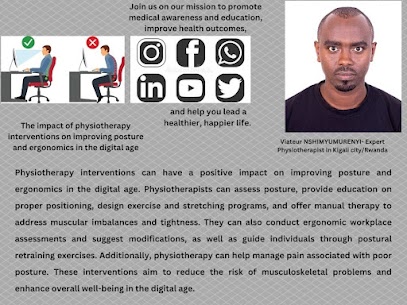 Join us on our mission to promote
medical awareness and education,
improve health outcomes,
and help you lead a
healthier, happier life.
The impact of physiotherapy
interventions on improving posture
and ergonomics in the digital age
Viateur NSHIMYUMURENYI- Expert
Physiotherapist in Kigali city/Rwanda
Physiotherapy interventions can have a positive impact on improving posture and
ergonomics in the digital age. Physiotherapists can assess posture, provide education on
proper positioning, design exercise and stretching programs, and offer manual therapy to
address muscular imbalances and tightness. They can also conduct ergonomic workplace
assessments and suggest modifications, as well as guide individuals through postural
retraining exercises. Additionally, physiotherapy can help manage pain associated with poor
posture. These interventions aim to reduce the risk of musculoskeletal problems and
enhance overall well-being in the digital age.